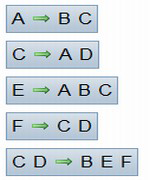 A ⇒ B C
C ⇒ A D
E ⇒ A B C
F ⇒ C D
C D ⇒ B E F